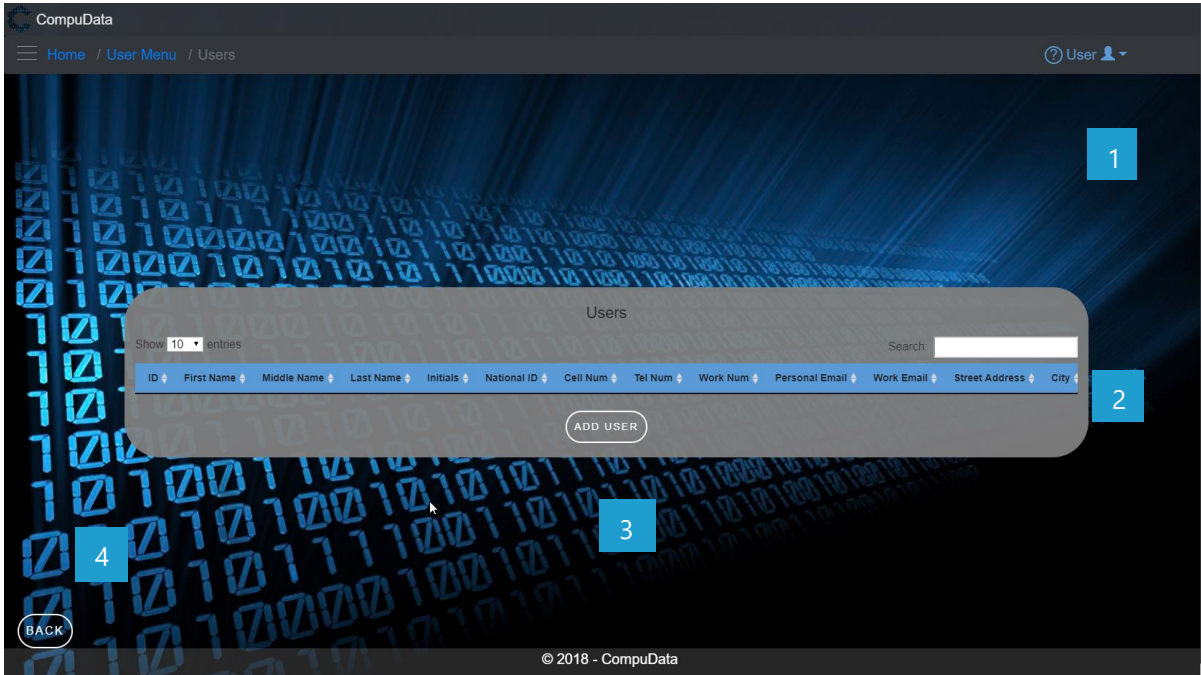 CompuData
Home / User Menu / Users
? User
1
Users
Show 10 entries
Search:
ID First Name Middle Name Last Name Initials National ID Cell Num Tel Num Work Num Personal Email Work Email Street Address City
2
ADD USER
3
4
BACK
© 2018 - CompuData